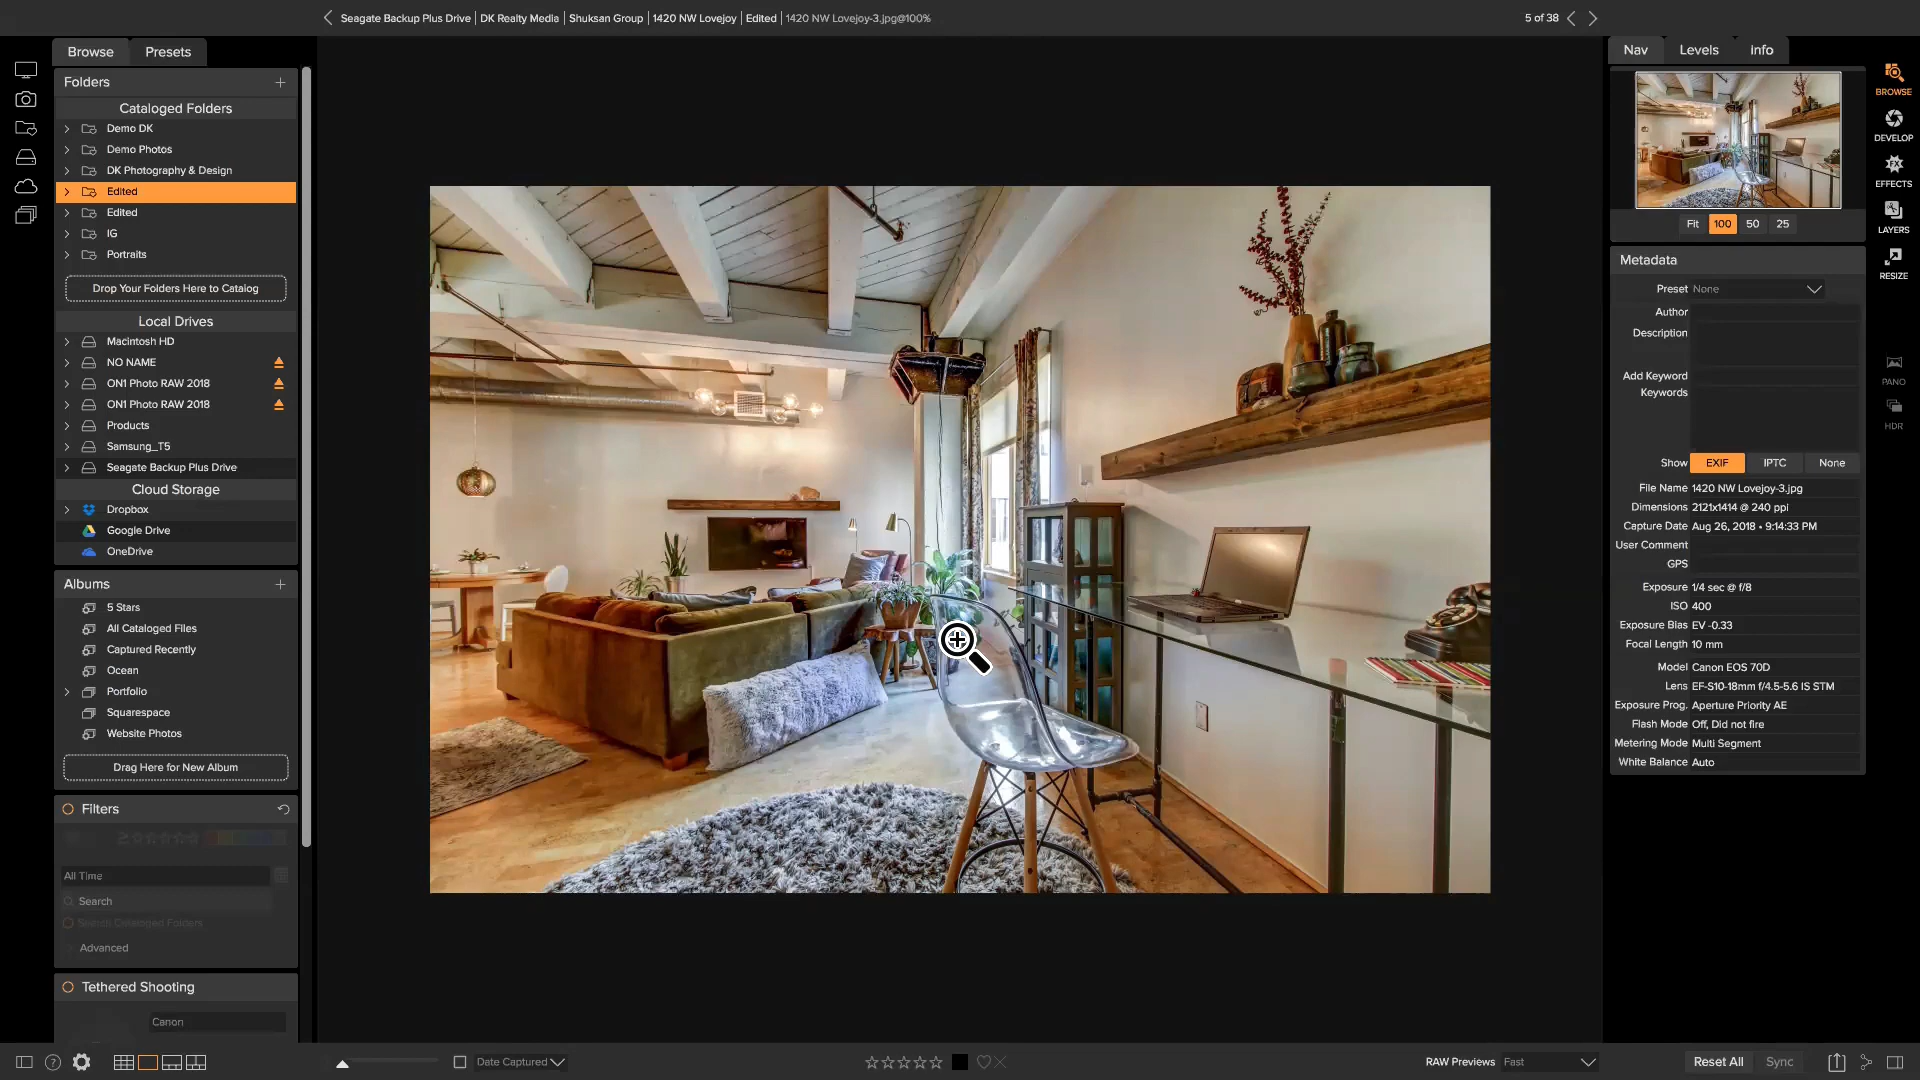 Seagate Backup Plus Drive | DK Realty Media | Shuksan Group | 1420 NW Lovejoy | Edited | 1420 NW Lovejoy-3.jpg@100%
5 of 38
Browse
Presets
Folders
Cataloged Folders
Demo DK
Demo Photos
DK Photography & Design
Edited
Edited
IG
Portraits
Drop Your Folders Here to Catalog
Local Drives
Macintosh HD
NO NAME
ON1 Photo RAW 2018
ON1 Photo RAW 2018
Products
Samsung_T5
Seagate Backup Plus Drive
Cloud Storage
Dropbox
Google Drive
OneDrive
Albums
5 Stars
All Cataloged Files
Captured Recently
Ocean
Portfolio
Squarespace
Website Photos
Drag Here for New Album
Filters
All Time
Search
Search Cataloged Folders
Advanced
Tethered Shooting
Canon
Date Captured
RAW Previews Fast
Reset All
Sync
Nav
Levels
Info
Fit 100 50 25
Metadata
Preset None
Author
Description
Add Keyword
Keywords
Show EXIF IPTC None
File Name 1420 NW Lovejoy-3.jpg
Dimensions 2121x1414 @ 240 ppi
Capture Date Aug 26, 2018 • 9:14:33 PM
User Comment
GPS
Exposure 1/4 sec @ f/8
ISO 400
Exposure Bias EV -0.33
Focal Length 10 mm
Model Canon EOS 70D
Lens EF-S10-18mm f/4.5-5.6 IS STM
Exposure Prog. Aperture Priority AE
Flash Mode Off, Did not fire
Metering Mode Multi Segment
White Balance Auto
BROWSE
DEVELOP
FX
EFFECTS
LAYERS
RESIZE
PANO
HDR